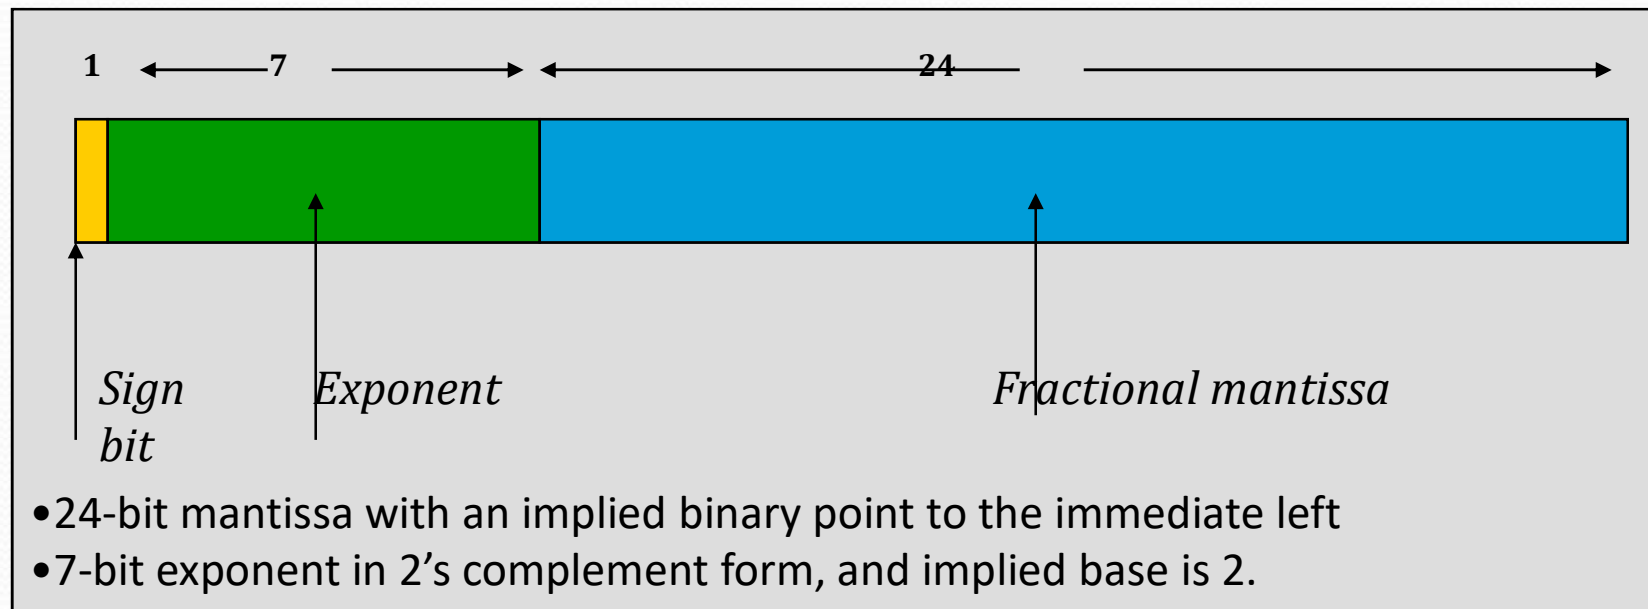 1 7 24
Sign Exponent Fractional mantissa
bit
•24-bit mantissa with an implied binary point to the immediate left
•7-bit exponent in 2’s complement form, and implied base is 2.